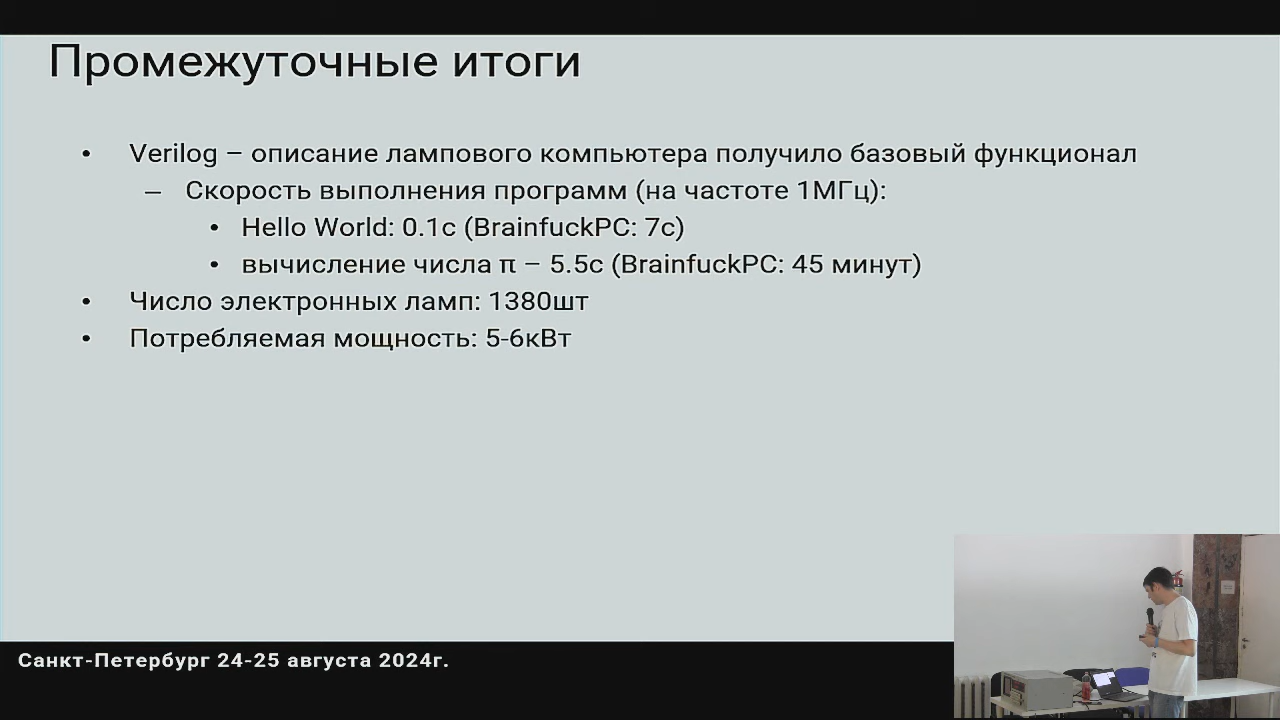 Промежуточные итоги
• Verilog – описание лампового компьютера получило базовый функционал
– Скорость выполнения программ (на частоте 1МГц):
• Hello World: 0.1с (BrainfuckPC: 7с)
• вычисление числа π – 5.5с (BrainfuckPC: 45 минут)
• Число электронных ламп: 1380шт
• Потребляемая мощность: 5-6кВт
Санкт-Петербург 24-25 августа 2024г.